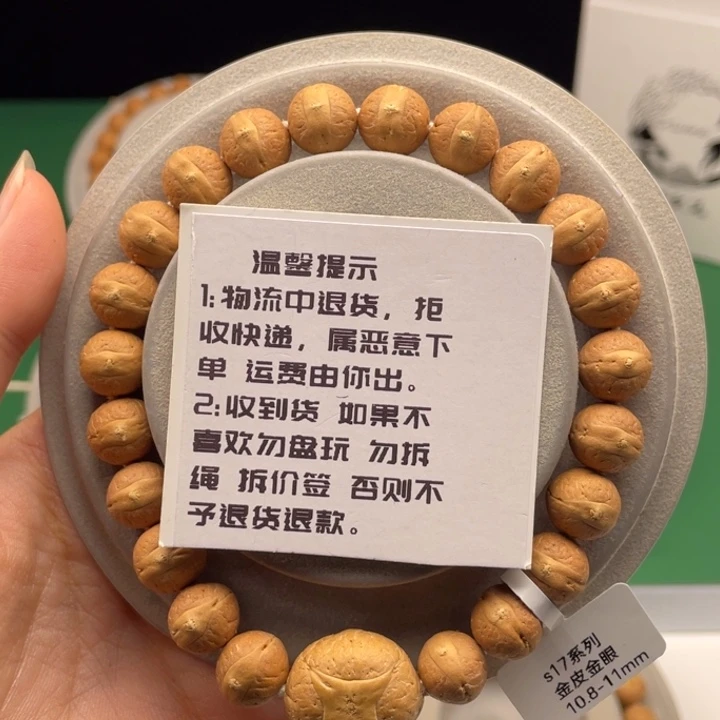 温馨提示
1:物流中退货，拒
收快递，属恶意下
单 运费由你出。
2:收到货 如果不
喜欢勿盘玩 勿拆
绳 拆价签 否则不
予退货退款。
s17系列
金皮金眼
10.8-11mm